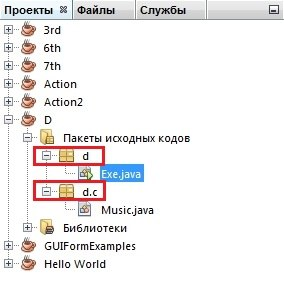 Проекты Файлы Службы
3rd
6th
7th
Action
Action2
D
Пакеты исходных кодов
d
Exe.java
d.c
Music.java
Библиотеки
GUIFormExamples
Hello World